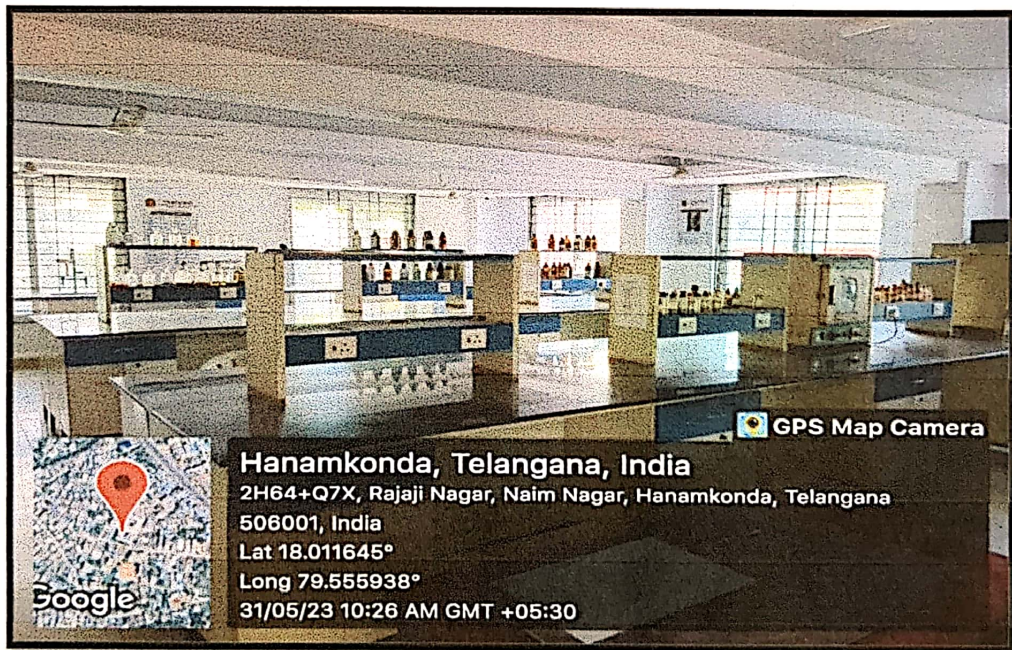 GPS Map Camera
Hanamkonda, Telangana, India
2H64+Q7X, Rajaji Nagar, Naim Nagar, Hanamkonda, Telangana
506001, India
Lat 18.011645°
Long 79.555938°
31/05/23 10:26 AM GMT +05:30
Google